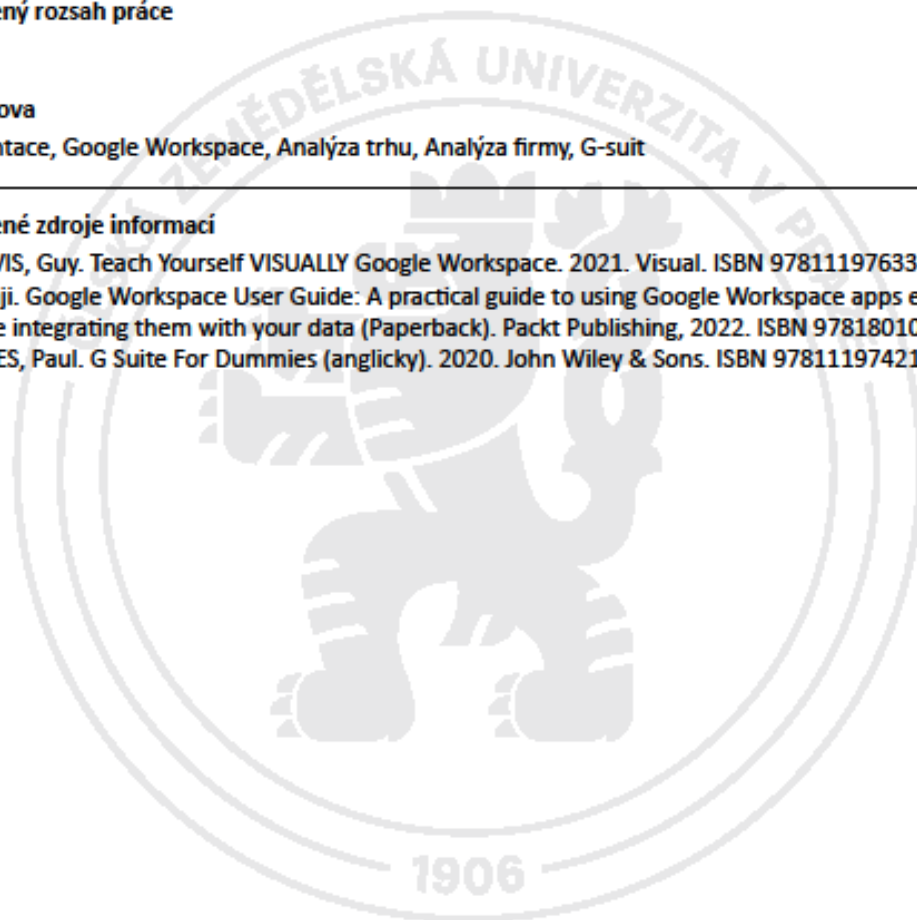 ený rozsah práce
ova
ntace, Google Workspace, Analýza trhu, Analýza firmy, G-suit
ené zdroje informací
VIS, Guy. Teach Yourself VISUALLY Google Workspace. 2021. Visual. ISBN 97811197633
ji. Google Workspace User Guide: A practical guide to using Google Workspace apps e
e integrating them with your data (Paperback). Packt Publishing, 2022. ISBN 97818010
ES, Paul. G Suite For Dummies (anglicky). 2020. John Wiley & Sons. ISBN 97811197421
ČESKÁ ZEMĚDĚLSKÁ UNIVERZITA V PRAZE
1906